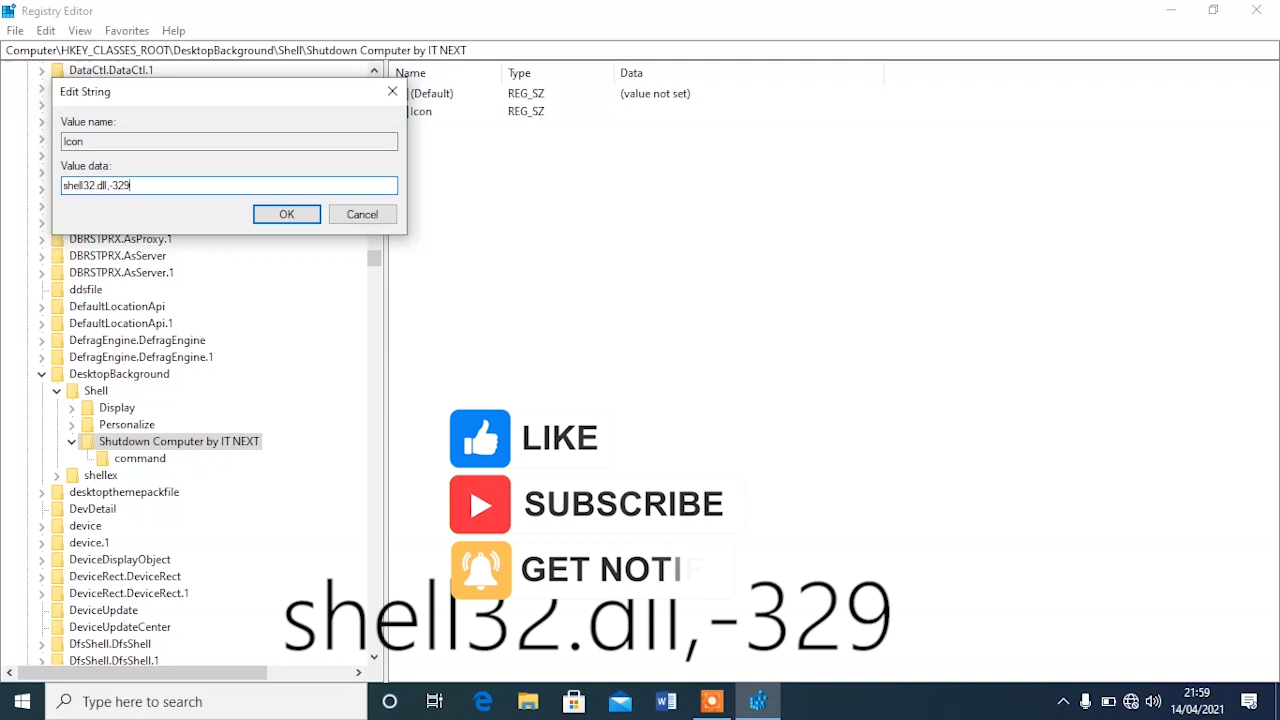 Registry Editor
File Edit View Favorites Help
Computer\HKEY_CLASSES_ROOT\DesktopBackground\Shell\Shutdown Computer by IT NEXT
DataCtl.DataCtl.1
Name Type Data
(Default) REG_SZ (value not set)
Icon REG_SZ
Edit String
Value name:
Icon
Value data:
shell32.dll,-329
OK Cancel
DBRSTPRX.AsProxy.1
DBRSTPRX.AsServer
DBRSTPRX.AsServer.1
ddsfile
DefaultLocationApi
DefaultLocationApi.1
DefragEngine.DefragEngine
DefragEngine.DefragEngine.1
DesktopBackground
Shell
Display
Personalize
Shutdown Computer by IT NEXT
command
shellex
desktopthemepackfile
DevDetail
device
device.1
DeviceDisplayObject
DeviceRect.DeviceRect
DeviceRect.DeviceRect.1
DeviceUpdate
DeviceUpdateCenter
DfsShell.DfsShell
DfsShell.DfsShell.1
LIKE
SUBSCRIBE
GET NOTIF
shell32.dll,-329
Type here to search
21:59
14/04/2021